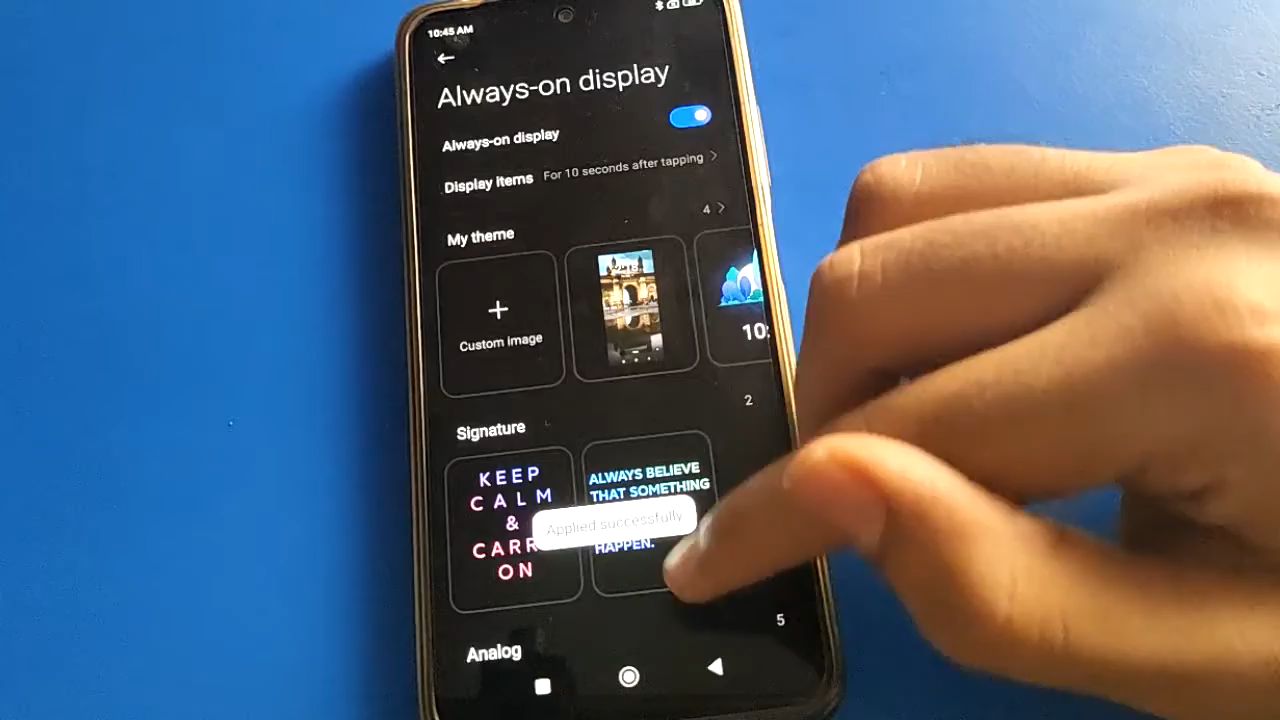 10:45 AM
Always-on display
Always-on display
Display items For 10 seconds after tapping
4
My theme
Custom image
10:
2
Signature
KEEP
CALM
&
CARR
ON
ALWAYS BELIEVE
THAT SOMETHING
Applied successfully
HAPPEN.
5
Analog